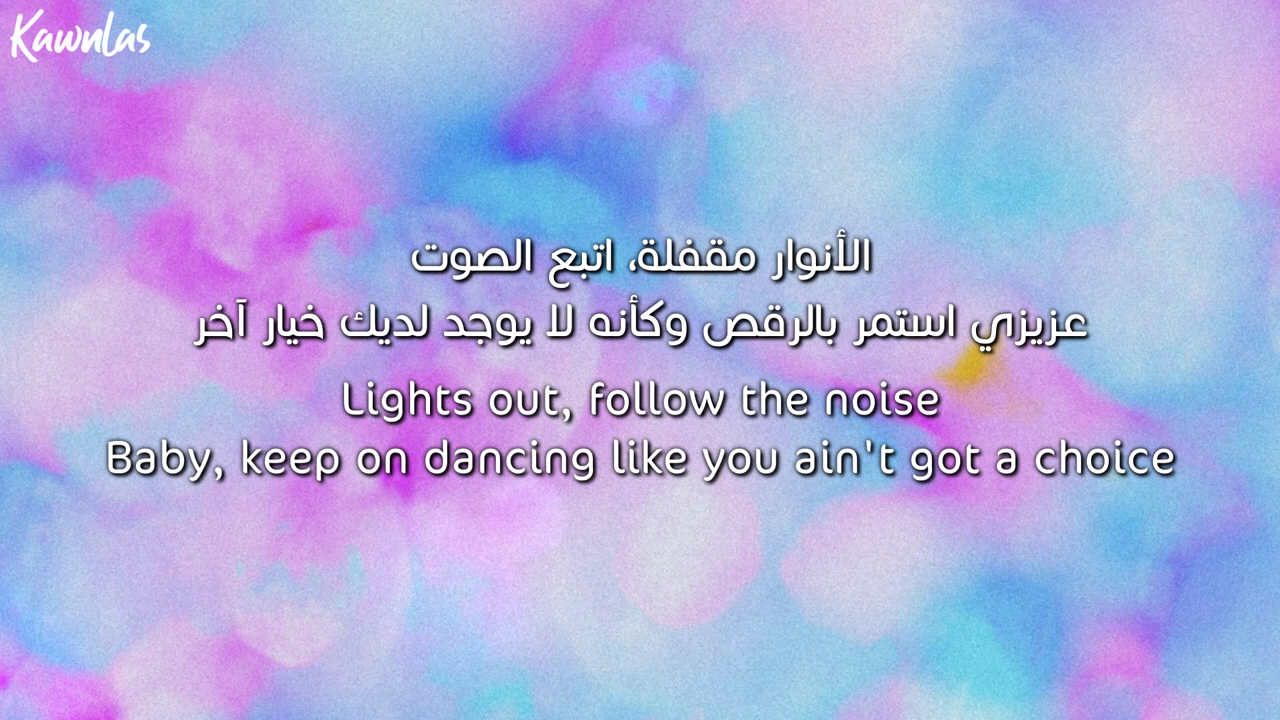 Kawnlas
الأنوار مقفلة، اتبع الصوت
عزيزي استمر بالرقص وكأنه لا يوجد لديك خيار آخر
Lights out, follow the noise
Baby, keep on dancing like you ain't got a choice